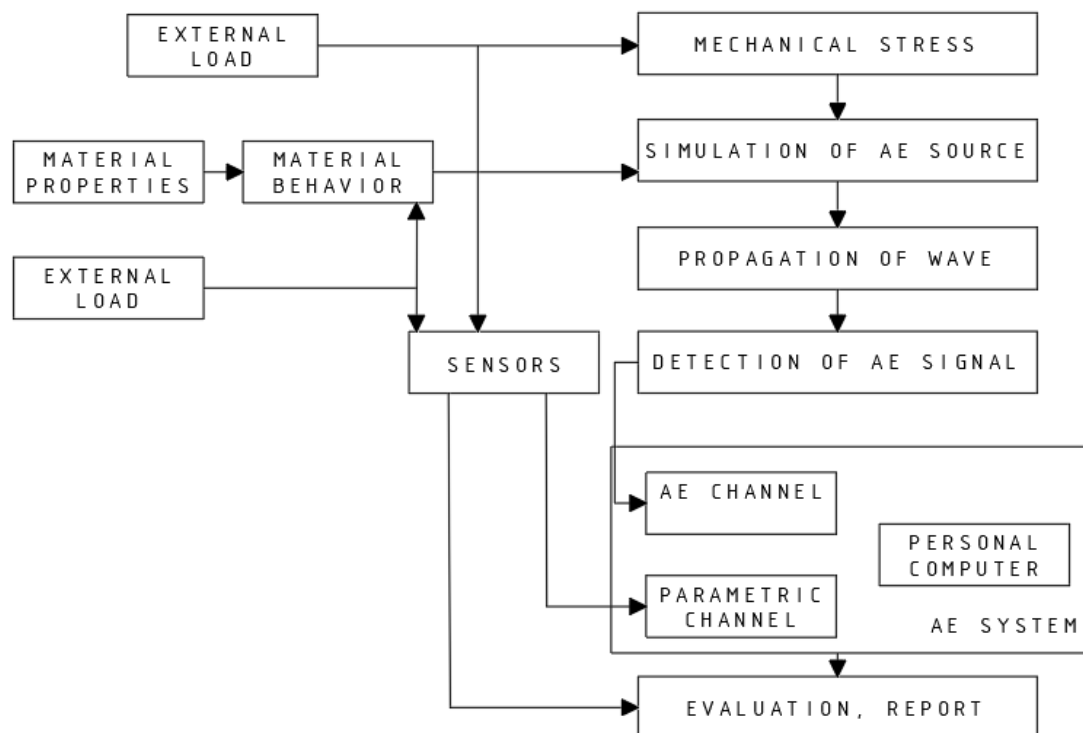 EXTERNAL
LOAD
MECHANICAL STRESS
MATERIAL
PROPERTIES
MATERIAL
BEHAVIOR
SIMULATION OF AE SOURCE
EXTERNAL
LOAD
PROPAGATION OF WAVE
SENSORS
DETECTION OF AE SIGNAL
AE CHANNEL
PERSONAL
COMPUTER
PARAMETRIC
CHANNEL
AE SYSTEM
EVALUATION, REPORT